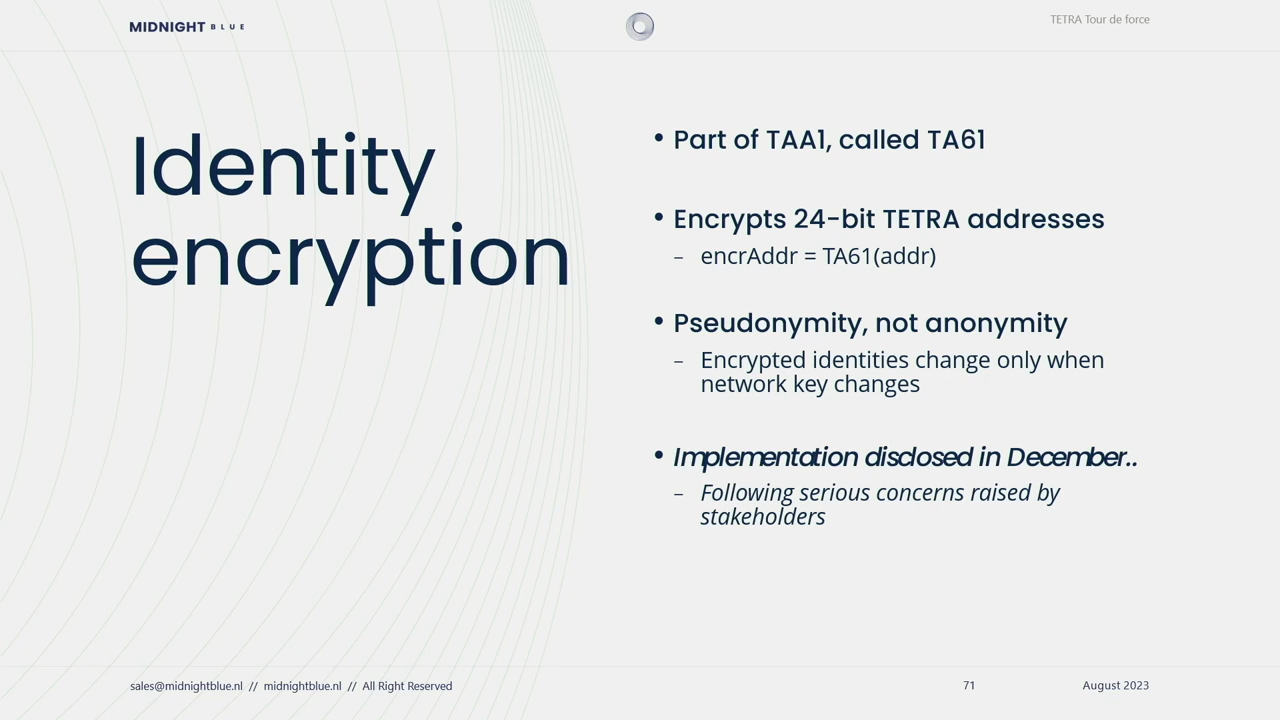 MIDNIGHT BLUE
TETRA Tour de force
Identity
encryption
• Part of TAA1, called TA61
• Encrypts 24-bit TETRA addresses
– encrAddr = TA61(addr)
• Pseudonymity, not anonymity
– Encrypted identities change only when
network key changes
• Implementation disclosed in December..
– Following serious concerns raised by
stakeholders
sales@midnightblue.nl // midnightblue.nl // All Right Reserved
71
August 2023